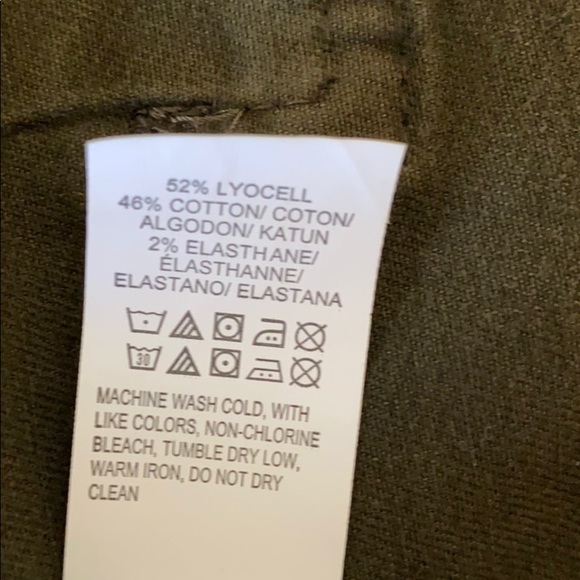 52% LYOCELL
46% COTTON/ COTON/
ALGODON/ KATUN
2% ELASTHANE/
ÉLASTHANNE/
ELASTANO/ ELASTANA
30
MACHINE WASH COLD, WITH
LIKE COLORS, NON-CHLORINE
BLEACH, TUMBLE DRY LOW,
WARM IRON, DO NOT DRY
CLEAN